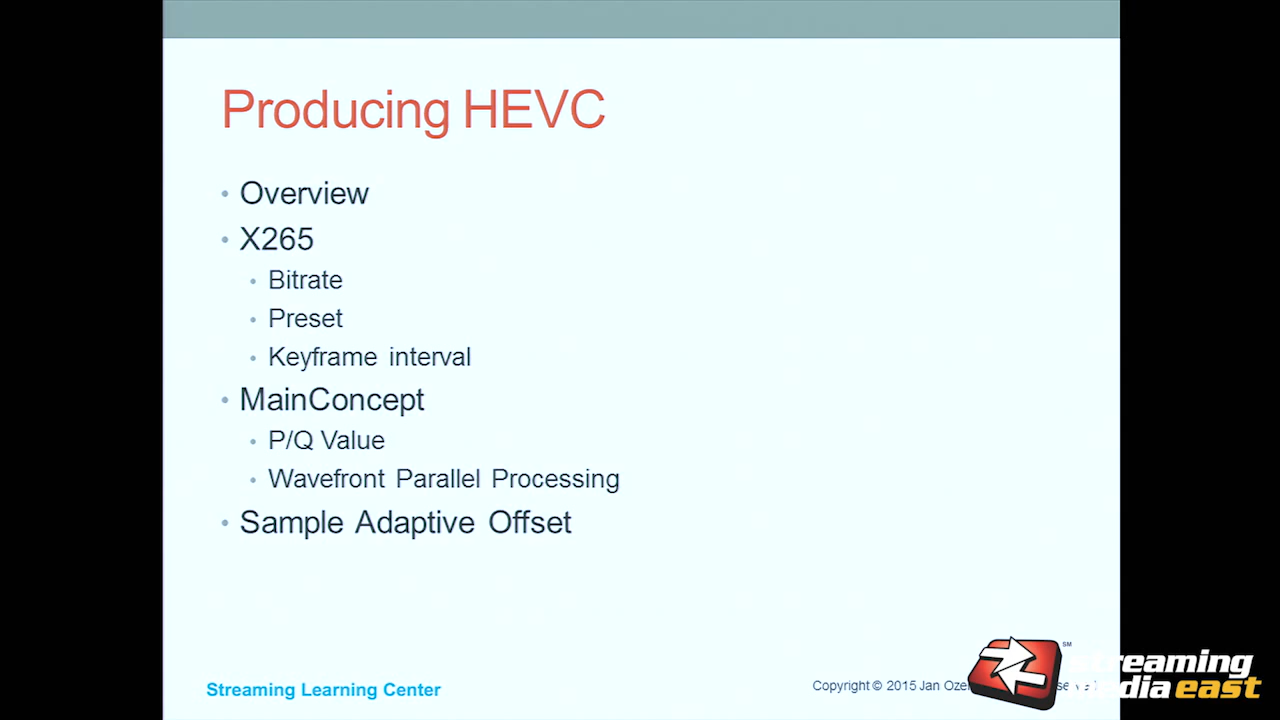 Producing HEVC
• Overview
• X265
• Bitrate
• Preset
• Keyframe interval
• MainConcept
• P/Q Value
• Wavefront Parallel Processing
• Sample Adaptive Offset
Streaming Learning Center
Copyright © 2015 Jan
SM
streaming
media east